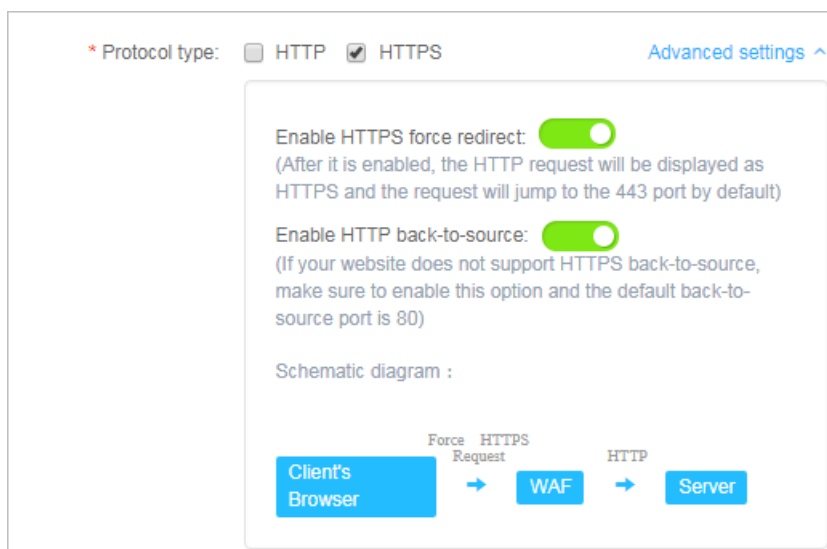 * Protocol type: HTTP HTTPS Advanced settings
Enable HTTPS force redirect:
(After it is enabled, the HTTP request will be displayed as
HTTPS and the request will jump to the 443 port by default)
Enable HTTP back-to-source:
(If your website does not support HTTPS back-to-source,
make sure to enable this option and the default back-to-
source port is 80)
Schematic diagram :
Force HTTPS
Request
HTTP
Client's
Browser
WAF
Server